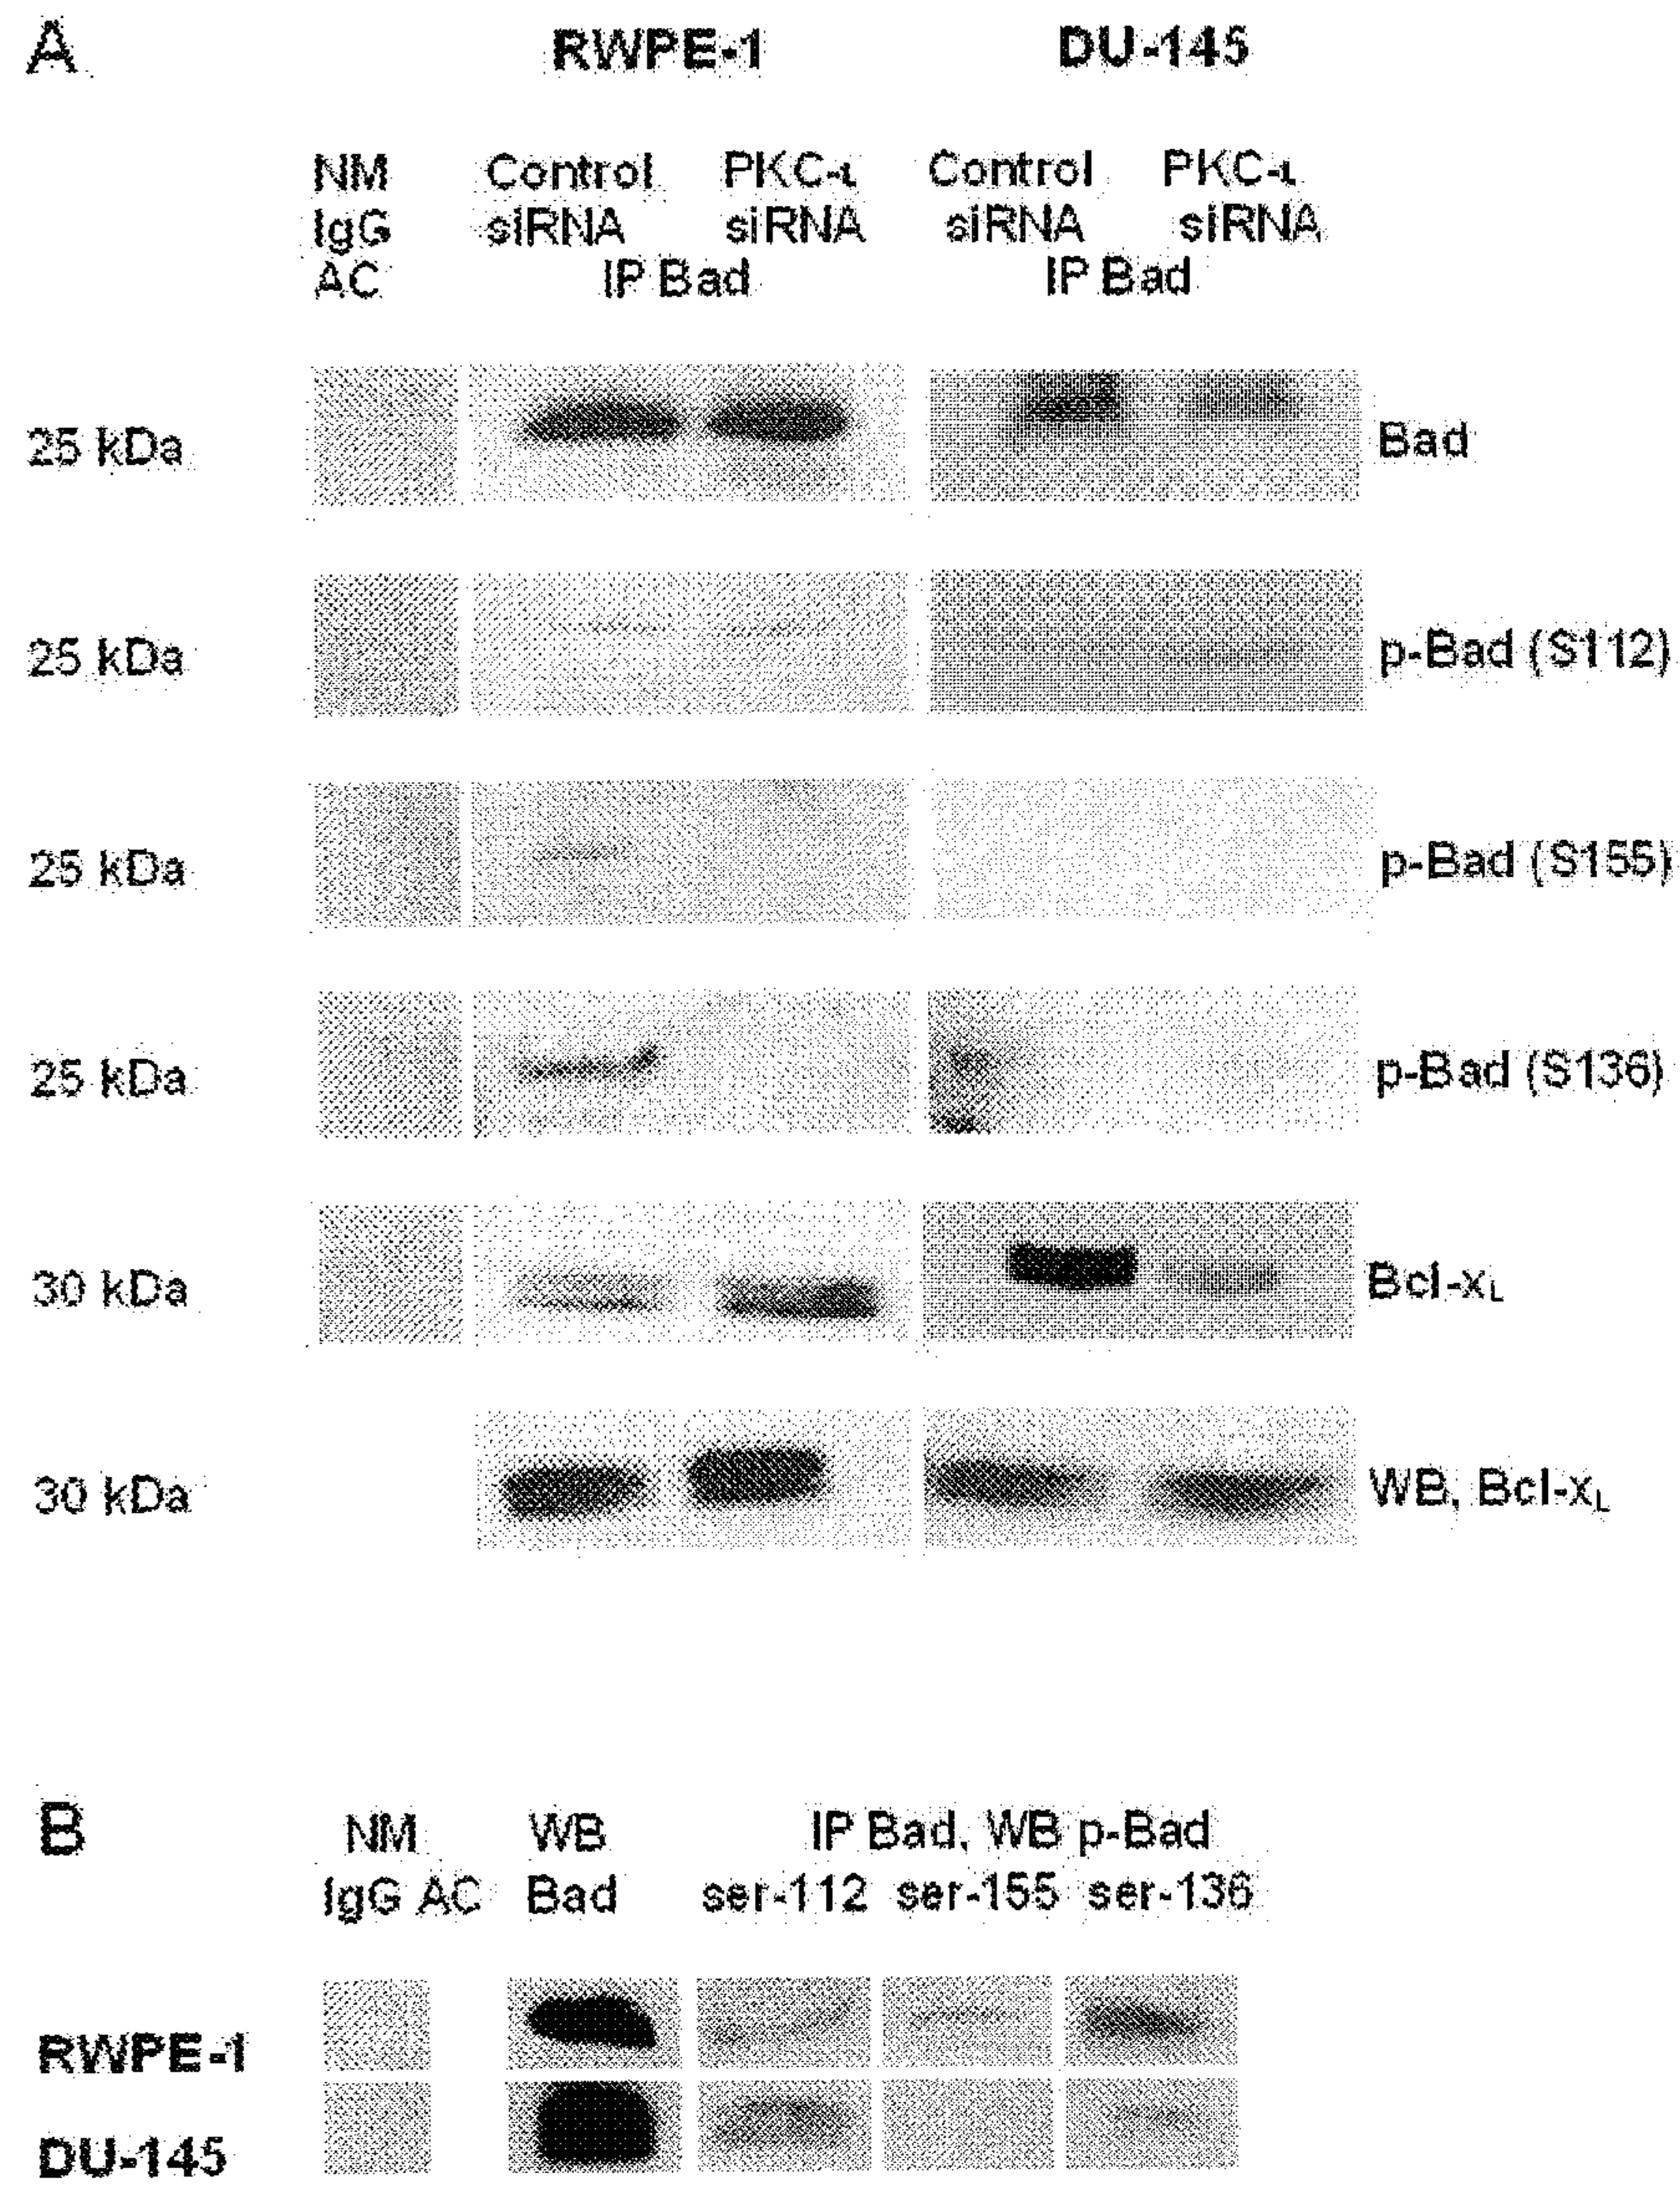 A
RWPE-1 DU-145
NM Control PKC-ι Control PKC-ι
IgG siRNA siRNA siRNA siRNA
AC IP Bad IP Bad
25 kDa Bad
25 kDa p-Bad (S112)
25 kDa p-Bad (S155)
25 kDa p-Bad (S136)
30 kDa Bcl-xL
30 kDa WB, Bcl-xL
B
NM WB IP Bad, WB p-Bad
IgG AC Bad ser-112 ser-155 ser-136
RWPE-1
DU-145